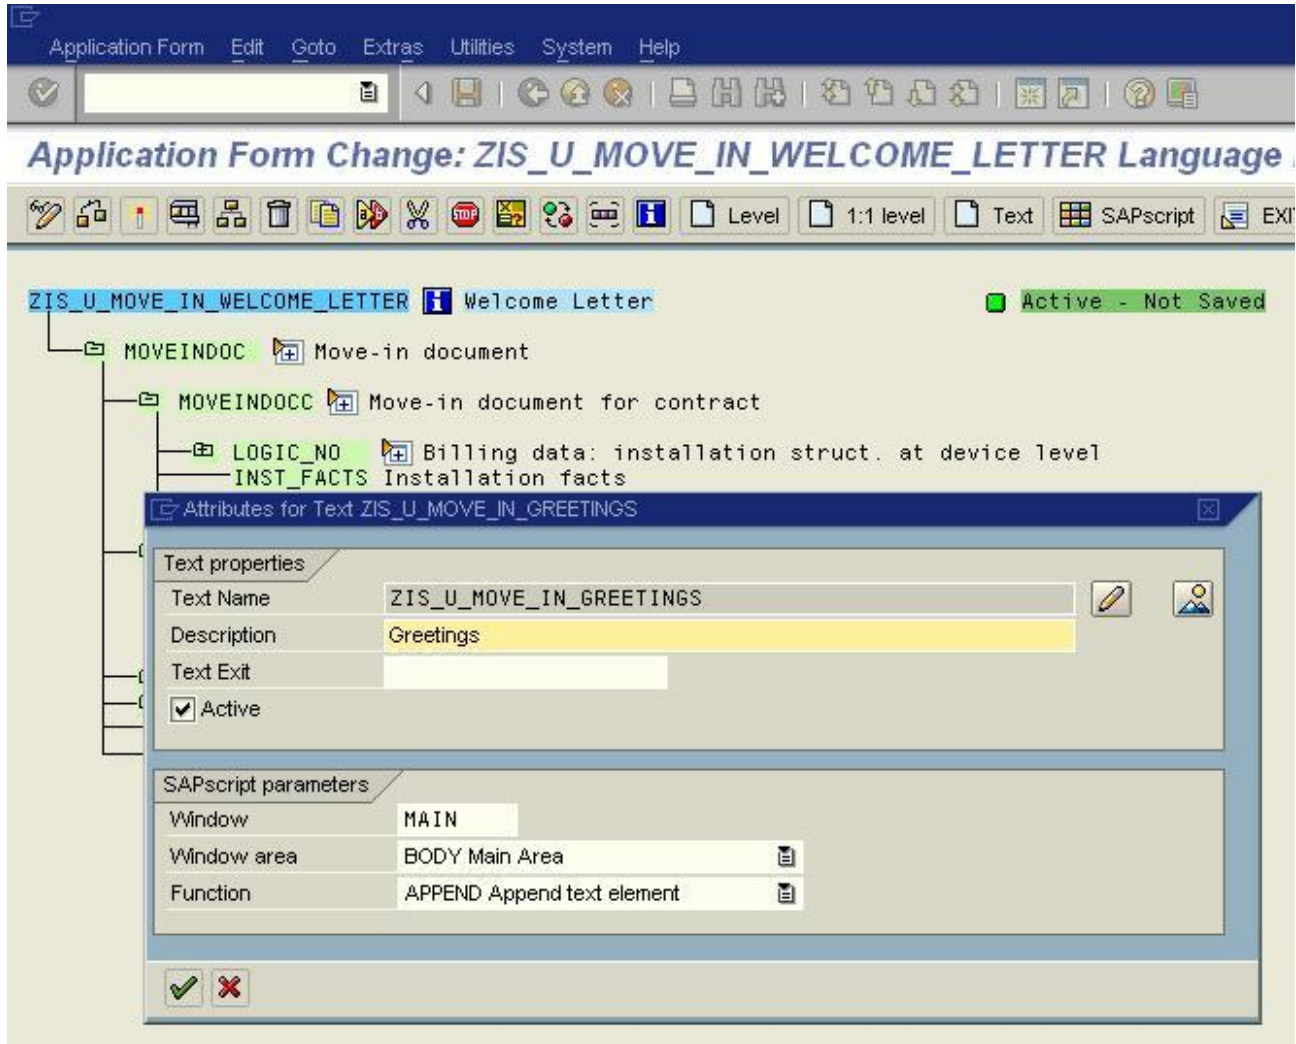 Application Form Edit Goto Extras Utilities System Help
Application Form Change: ZIS_U_MOVE_IN_WELCOME_LETTER Language
Level 1:1 level Text SAPscript
ZIS_U_MOVE_IN_WELCOME_LETTER Welcome Letter Active - Not Saved
MOVEINDOC Move-in document
MOVEINDOCC Move-in document for contract
LOGIC_NO Billing data: installation struct. at device level
INST_FACTS Installation facts
Attributes for Text ZIS_U_MOVE_IN_GREETINGS
Text properties
Text Name ZIS_U_MOVE_IN_GREETINGS
Description Greetings
Text Exit
Active
SAPscript parameters
Window MAIN
Window area BODY Main Area
Function APPEND Append text element